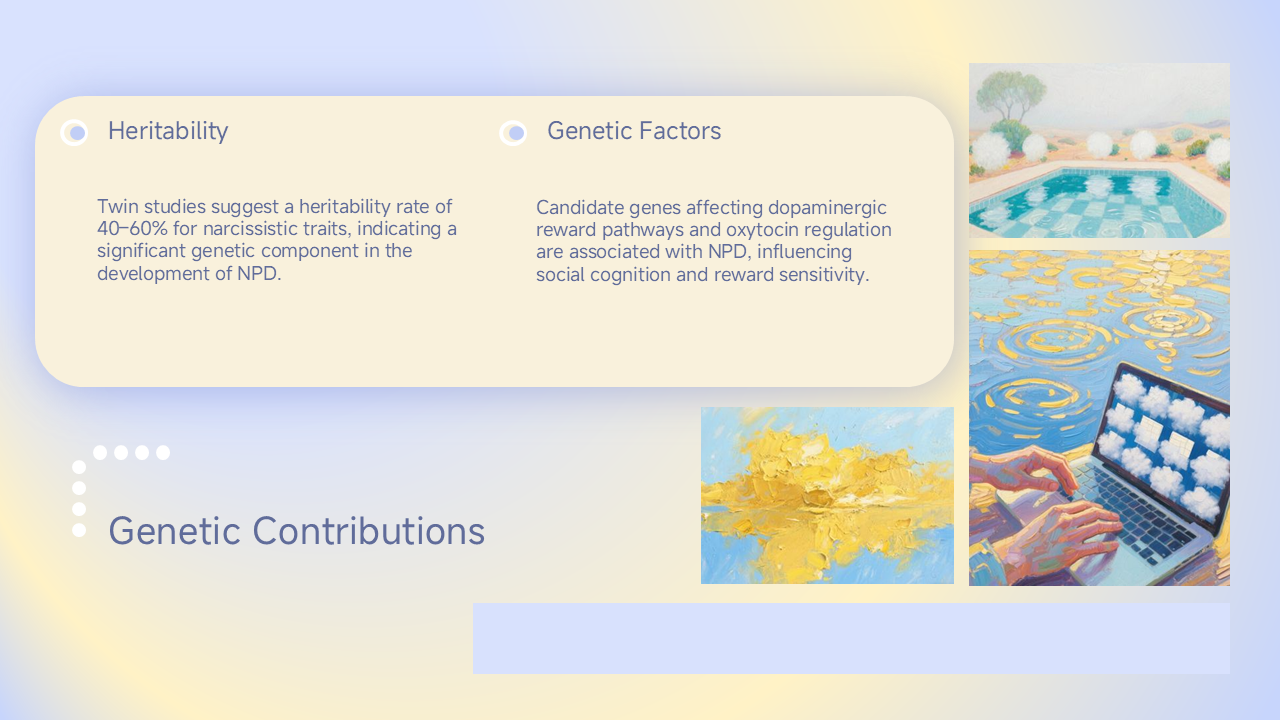 Heritability
Twin studies suggest a heritability rate of
40–60% for narcissistic traits, indicating a
significant genetic component in the
development of NPD.
Genetic Factors
Candidate genes affecting dopaminergic
reward pathways and oxytocin regulation
are associated with NPD, influencing
social cognition and reward sensitivity.
Genetic Contributions